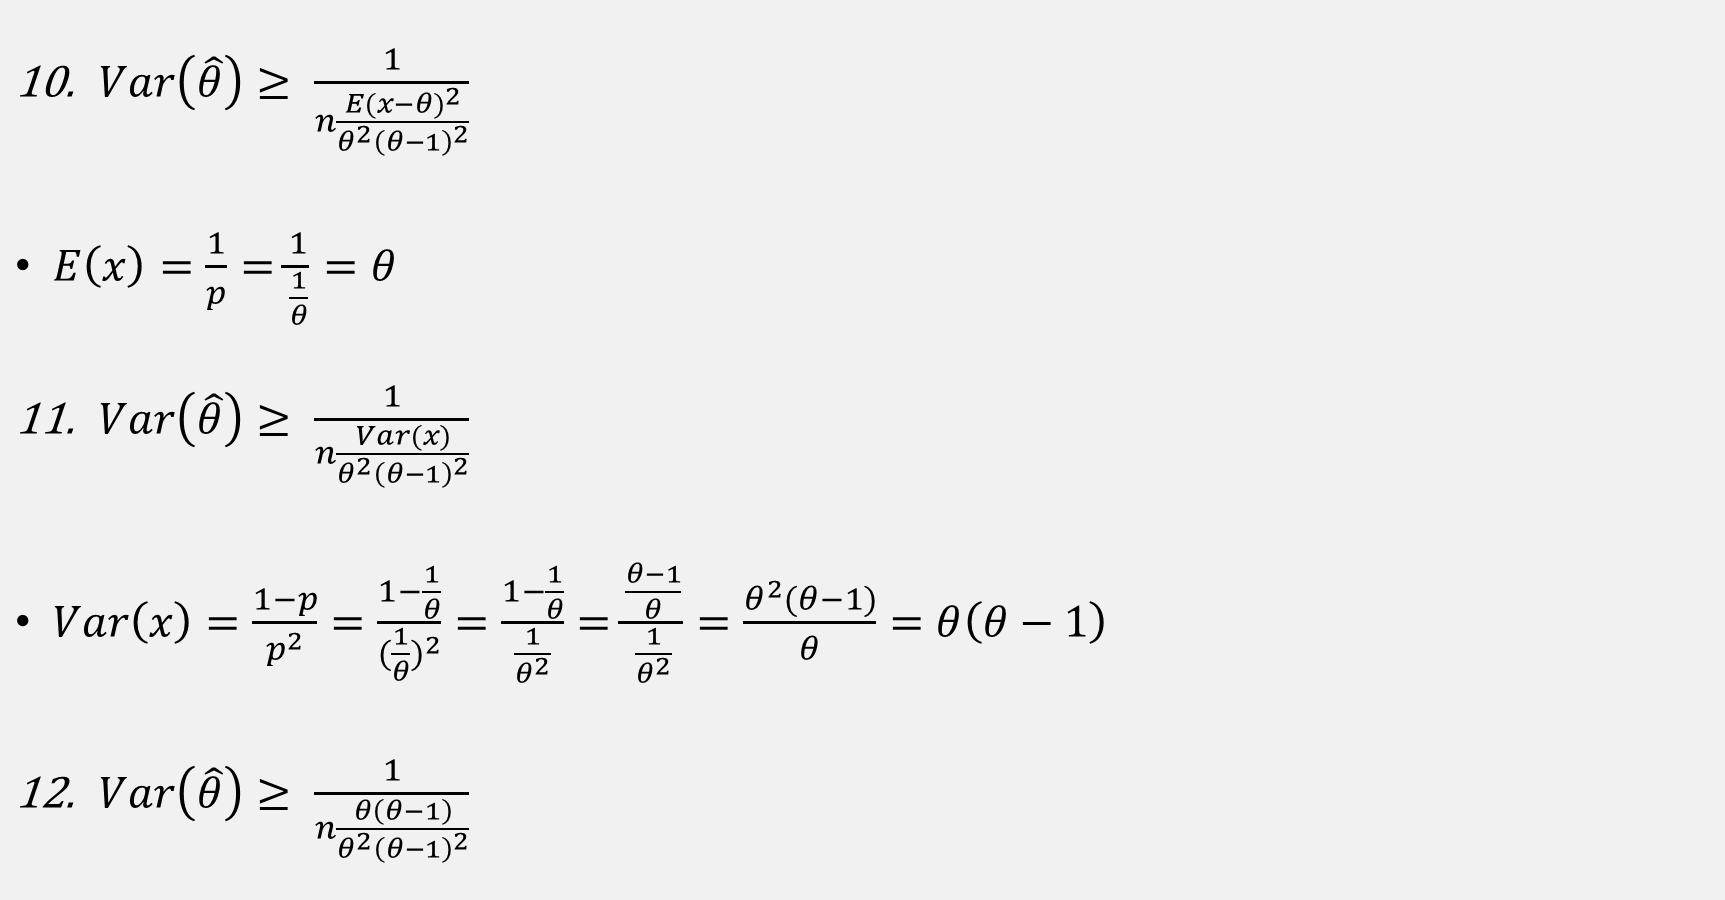 10. Var(θ̂) ≥ 1/(n (E(x−θ)²)/(θ²(θ−1)²))
• E(x) = 1/p = 1/(1/θ) = θ
11. Var(θ̂) ≥ 1/(n (Var(x))/(θ²(θ−1)²))
• Var(x) = (1−p)/p² = (1−1/θ)/(1/θ)² = (1−1/θ)/(1/θ²) = ((θ−1)/θ)/(1/θ²) = (θ²(θ−1))/θ = θ(θ − 1)
12. Var(θ̂) ≥ 1/(n (θ(θ−1))/(θ²(θ−1)²))